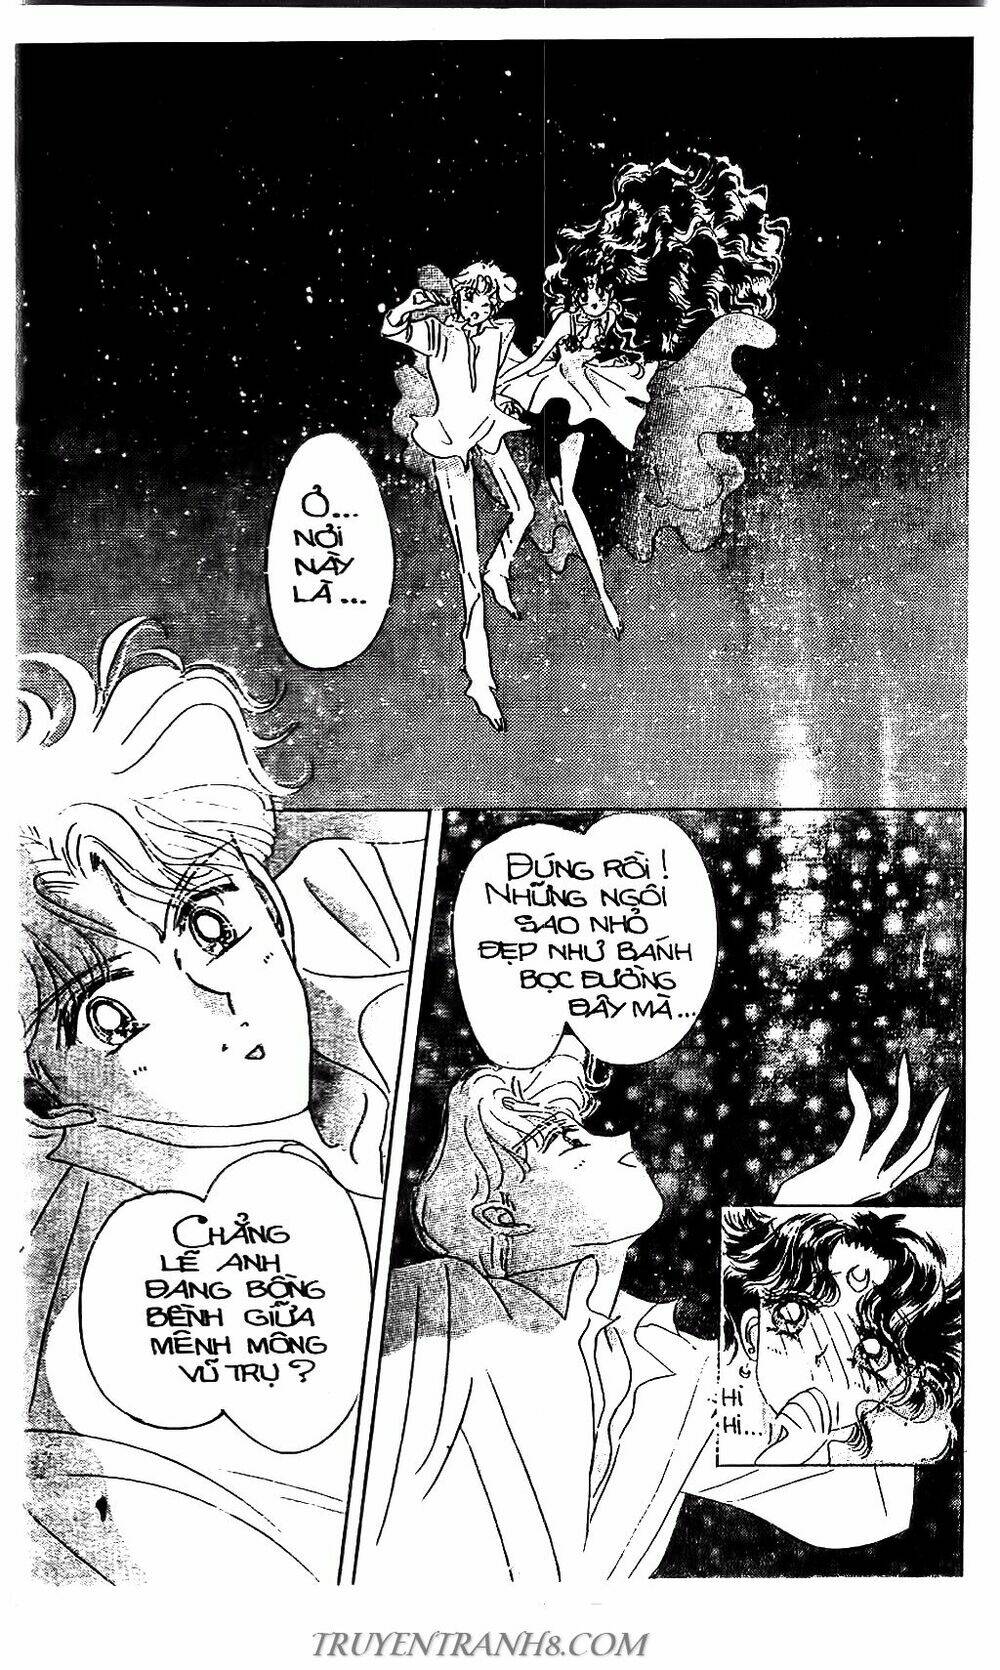 Ở...
NƠI
NÀY
LÀ...
CHẲNG
LẼ ANH
ĐANG BỒNG
BỀNH GIỮA
MÊNH MÔNG
VŨ TRỤ?
ĐÚNG RỒI!
NHỮNG NGÔI
SAO NHỎ
ĐẸP NHƯ BÁNH
BỌC ĐƯỜNG
ĐÂY MÀ...
HI
HI...
TRUYENTRANH8.COM